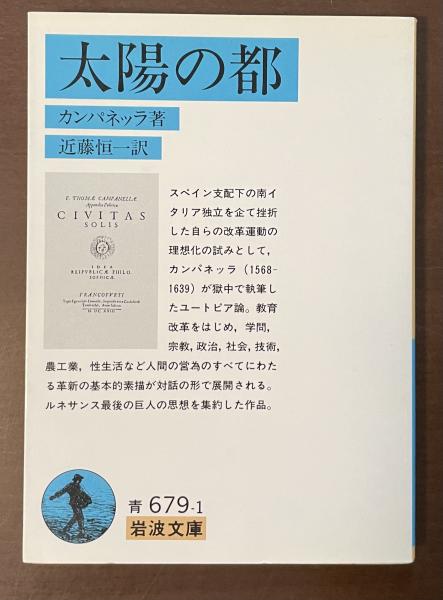 太陽の都
カンパネッラ著
近藤恒一訳
F. THOMÆ CAMPANELLÆ
Appendix Politicæ
CIVITAS
SOLIS
IDEA
REIPVBLICÆ PHILO-
SOPHICÆ.
FRANCOFVRTI
スペイン支配下の南イ
タリア独立を企て挫折
した自らの改革運動の
理想化の試みとして，
カンパネッラ（1568-
1639）が獄中で執筆し
たユートピア論。教育
改革をはじめ，学問，
宗教，政治，社会，技術，
農工業，性生活など人間の営為のすべてにわた
る革新の基本的素描が対話の形で展開される。
ルネサンス最後の巨人の思想を集約した作品。
青 679-1
岩波文庫